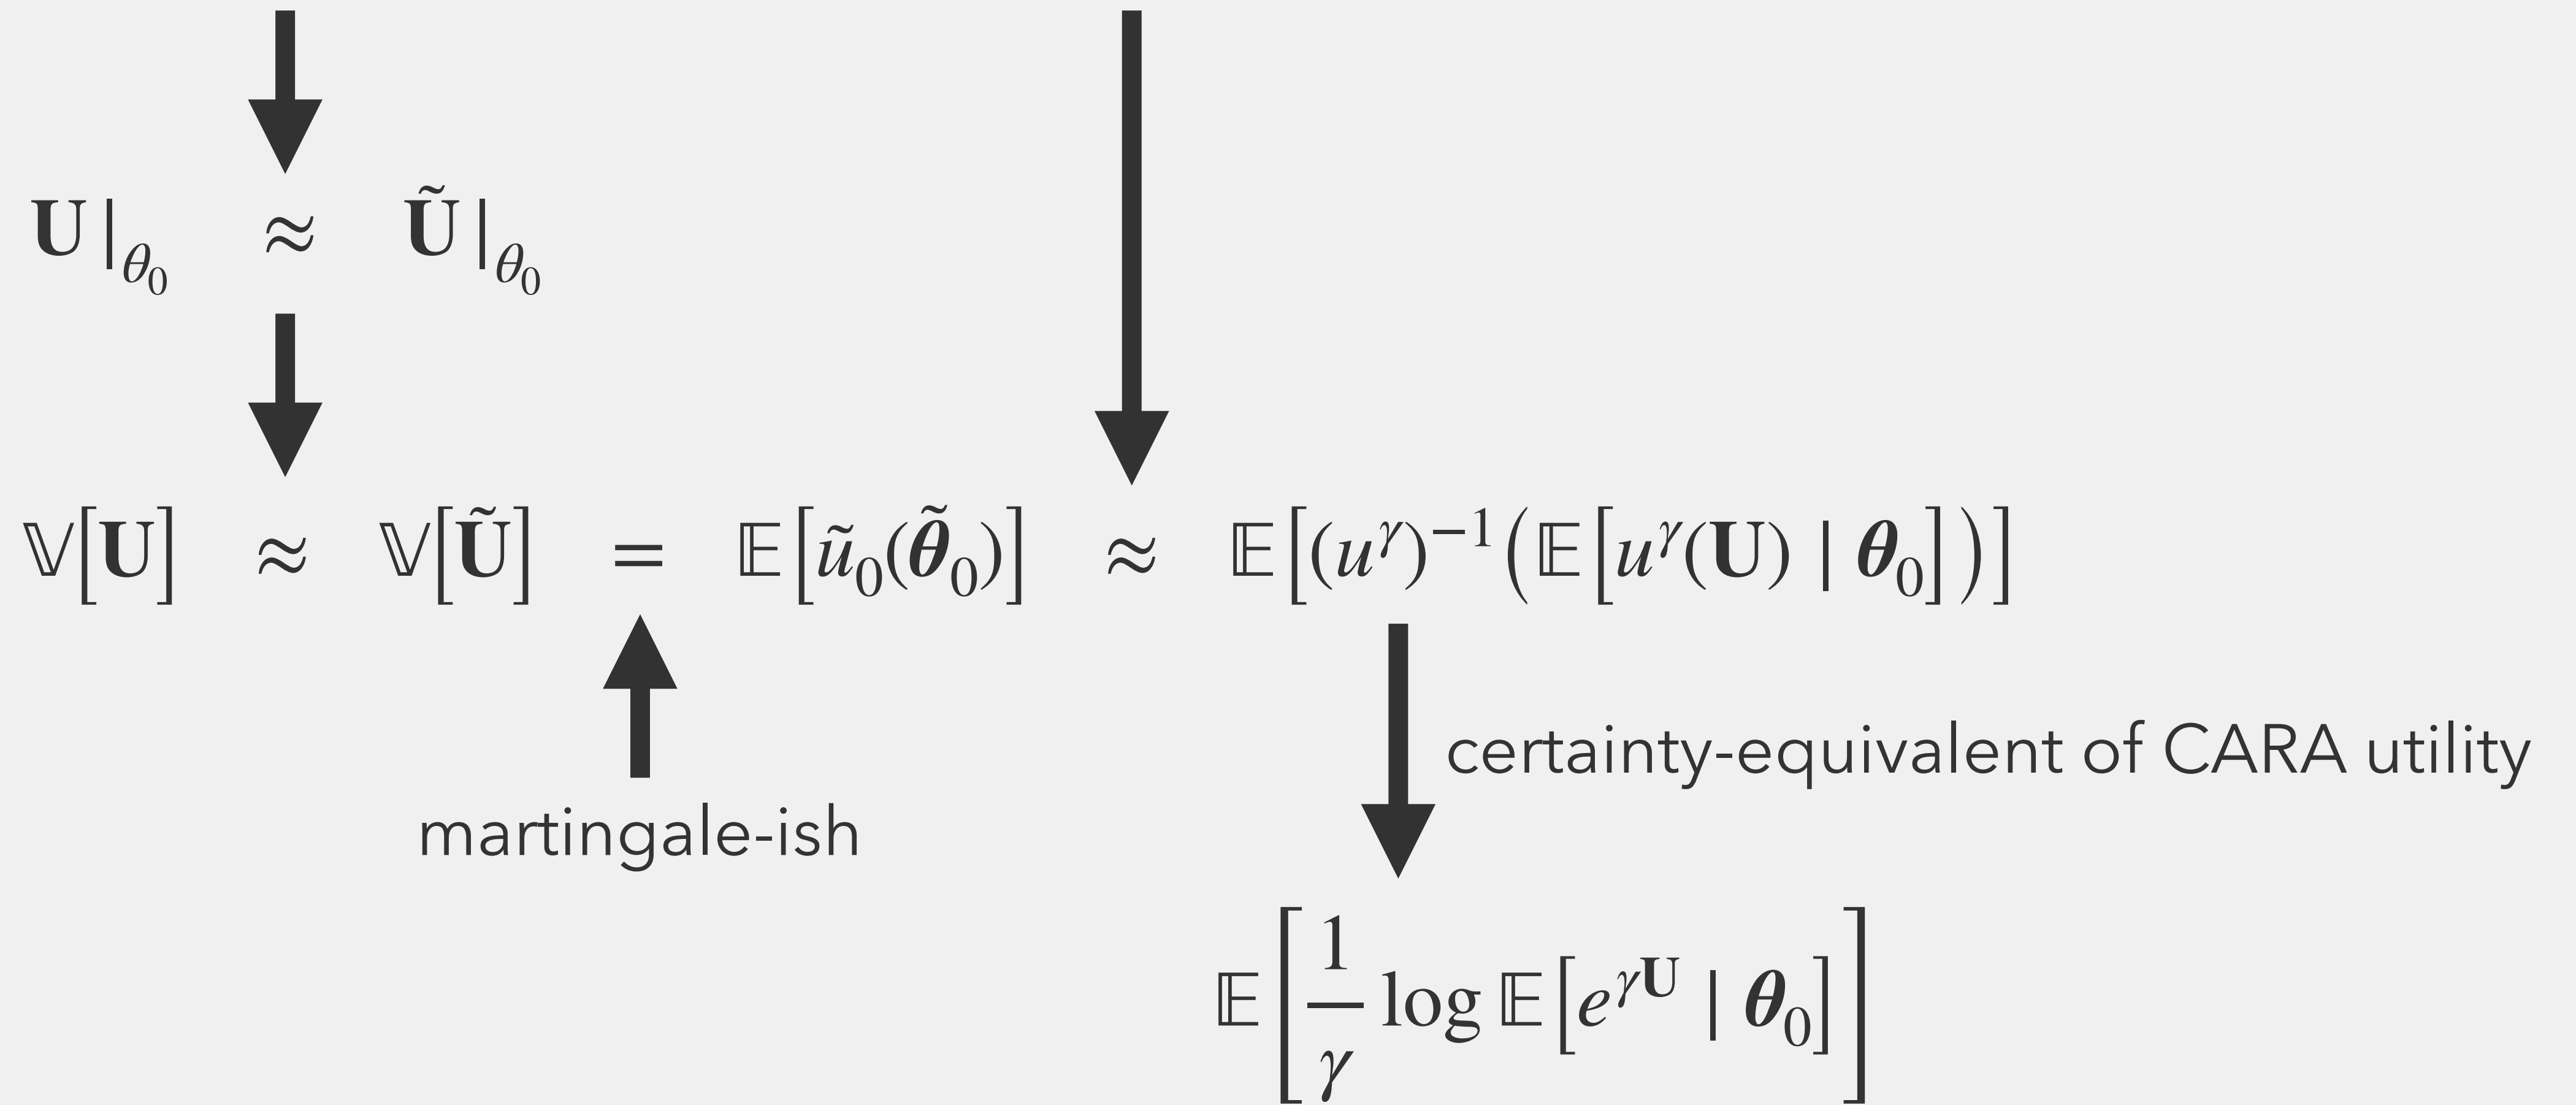 𝐔|_{θ₀} ≈ 𝐔̃|_{θ₀}
𝕍[𝐔] ≈ 𝕍[𝐔̃] = 𝔼[ũ₀(𝛉̃₀)] ≈ 𝔼[(u^γ)⁻¹(𝔼[u^γ(𝐔) | 𝛉₀])]
certainty-equivalent of CARA utility
martingale-ish
𝔼[1/γ log 𝔼[e^{γ𝐔} | 𝛉₀]]